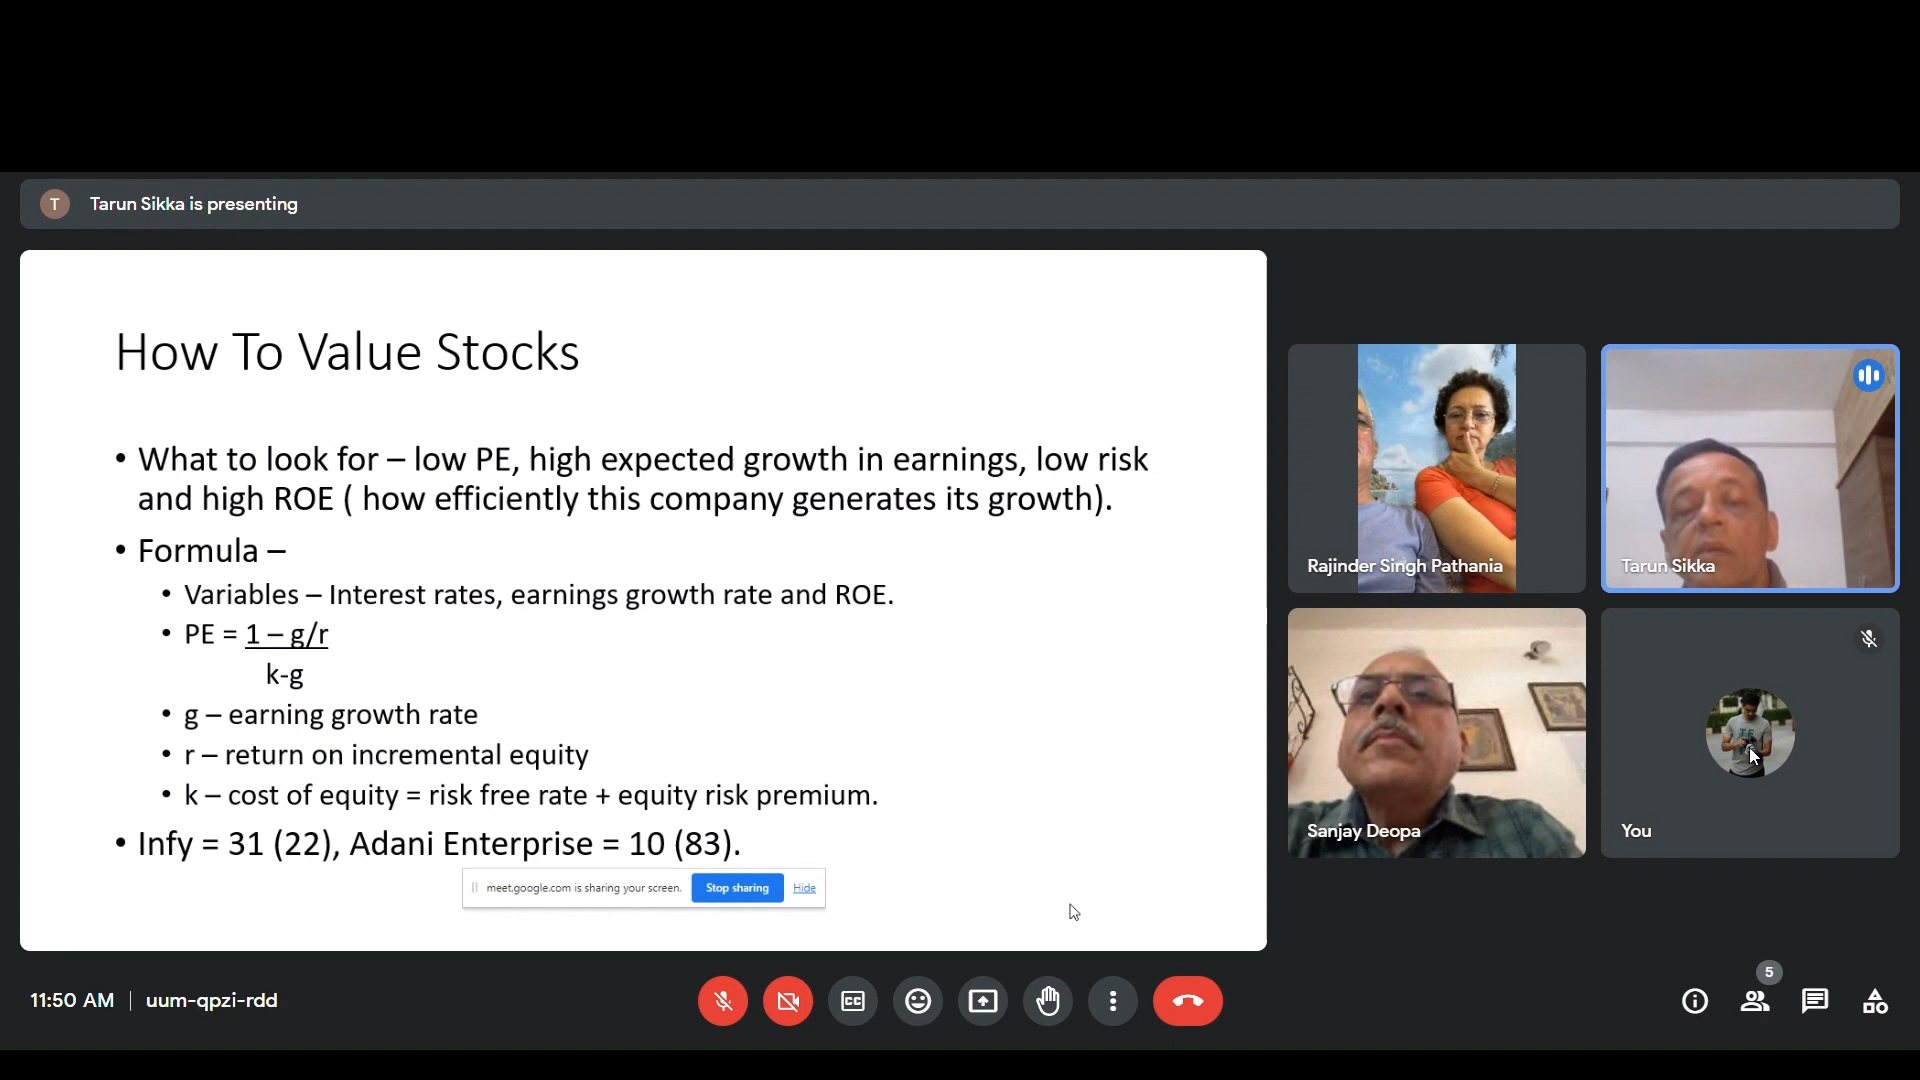 T
Tarun Sikka is presenting
How To Value Stocks
• What to look for – low PE, high expected growth in earnings, low risk
and high ROE ( how efficiently this company generates its growth).
• Formula –
• Variables – Interest rates, earnings growth rate and ROE.
• PE = 1 – g/r
k-g
• g – earning growth rate
• r – return on incremental equity
• k – cost of equity = risk free rate + equity risk premium.
• Infy = 31 (22), Adani Enterprise = 10 (83).
meet.google.com is sharing your screen. Stop sharing Hide
Rajinder Singh Pathania
Tarun Sikka
Sanjay Deopa
You
11:50 AM | uum-qpzi-rdd
CC
5